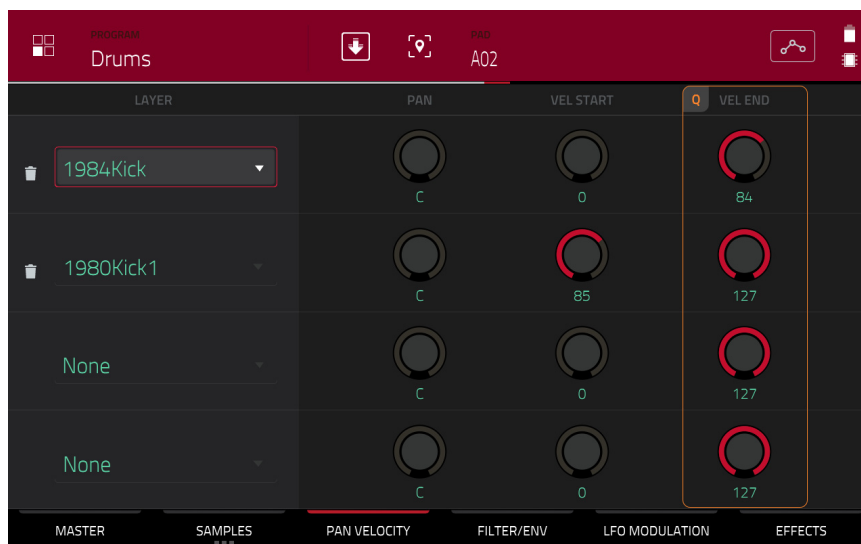 PROGRAM
Drums
PAD
A02
LAYER PAN VEL START Q VEL END
1984Kick
C 0 84
1980Kick1
C 85 127
None
C 0 127
None
C 0 127
MASTER SAMPLES PAN VELOCITY FILTER/ENV LFO MODULATION EFFECTS